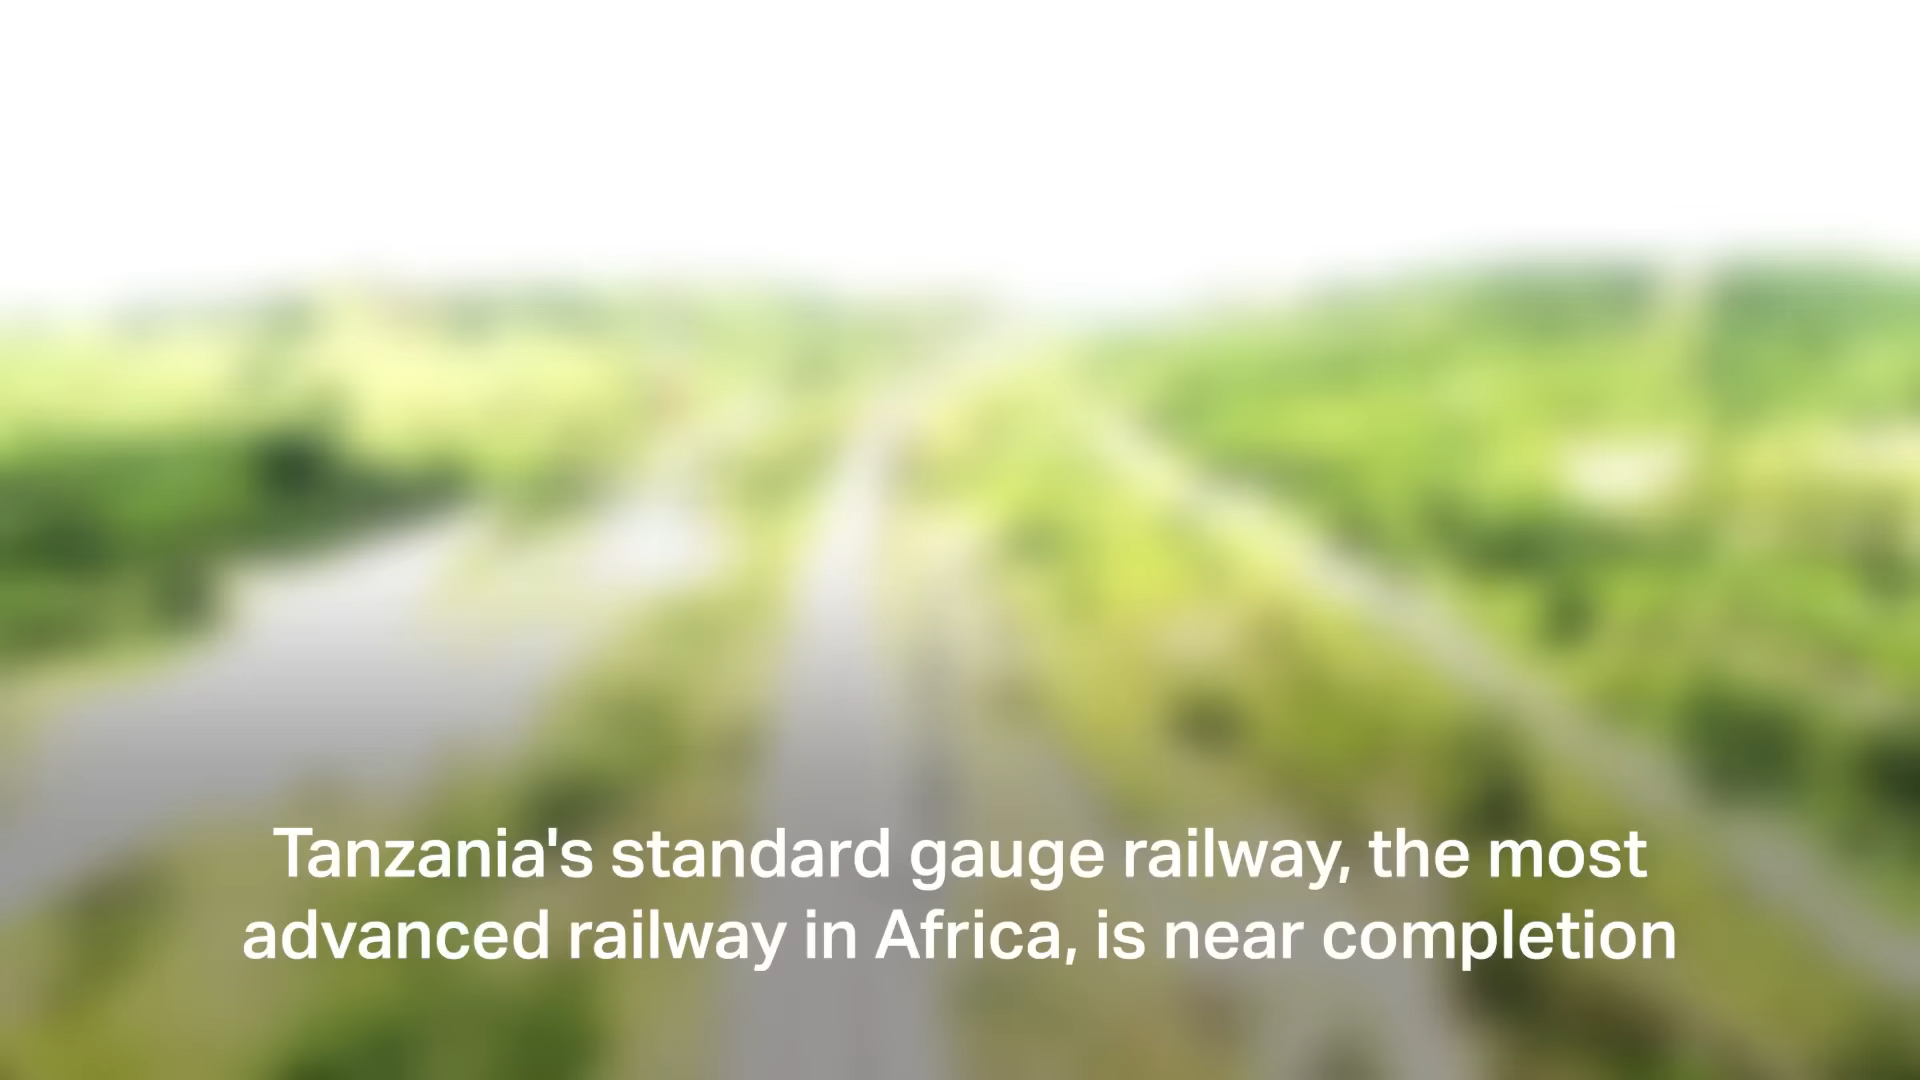 Tanzania's standard gauge railway, the most
advanced railway in Africa, is near completion